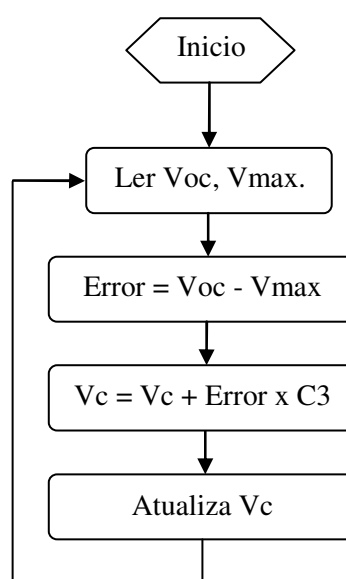 Inicio
Ler Voc, Vmax.
Error = Voc - Vmax
Vc = Vc + Error x C3
Atualiza Vc